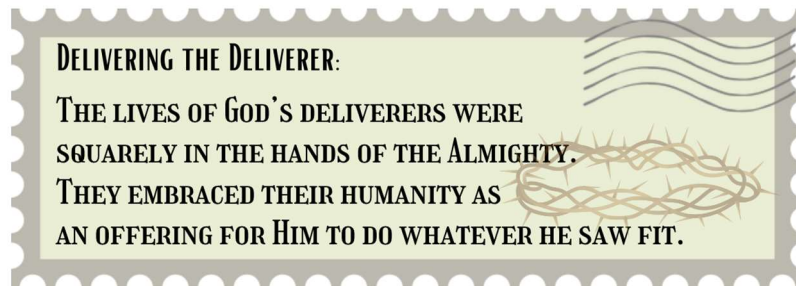 Delivering the Deliverer:
The lives of God's deliverers were
squarely in the hands of the Almighty.
They embraced their humanity as
an offering for Him to do whatever he saw fit.